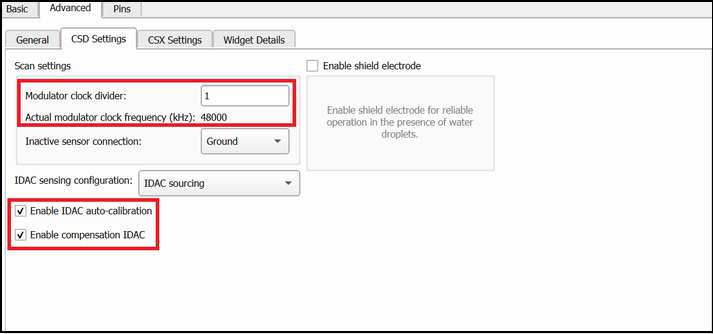 Basic Advanced Pins
General CSD Settings CSX Settings Widget Details
Scan settings
Enable shield electrode
Modulator clock divider: 1
Actual modulator clock frequency (kHz): 48000
Inactive sensor connection: Ground
Enable shield electrode for reliable
operation in the presence of water
droplets.
IDAC sensing configuration: IDAC sourcing
Enable IDAC auto-calibration
Enable compensation IDAC